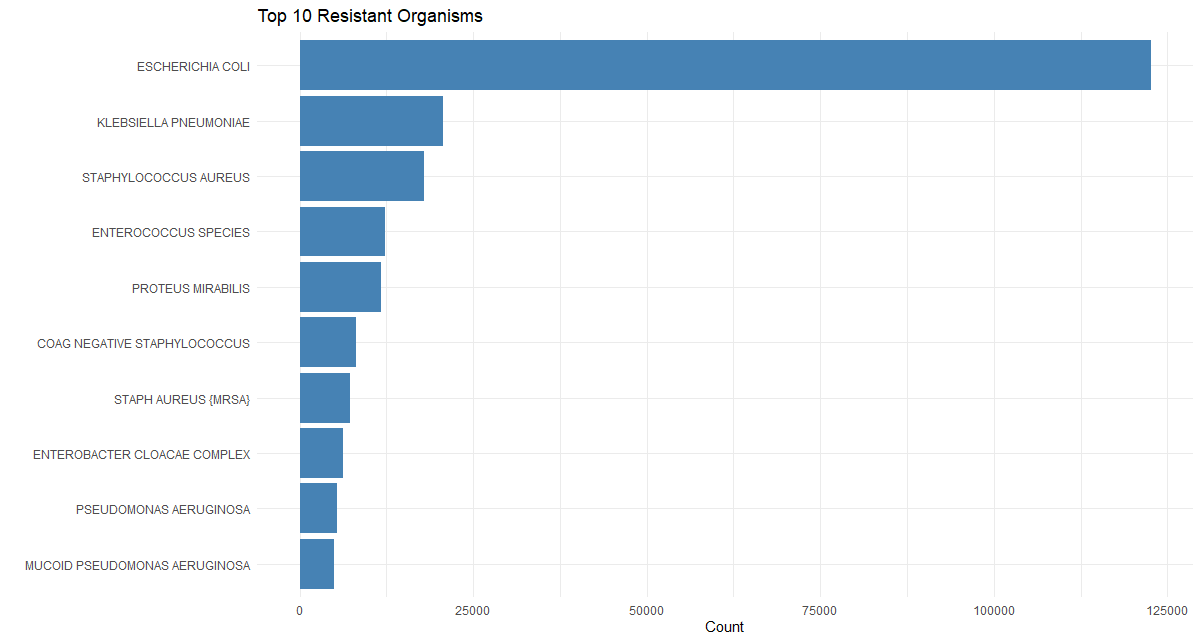 Top 10 Resistant Organisms
ESCHERICHIA COLI
KLEBSIELLA PNEUMONIAE
STAPHYLOCOCCUS AUREUS
ENTEROCOCCUS SPECIES
PROTEUS MIRABILIS
COAG NEGATIVE STAPHYLOCOCCUS
STAPH AUREUS {MRSA}
ENTEROBACTER CLOACAE COMPLEX
PSEUDOMONAS AERUGINOSA
MUCOID PSEUDOMONAS AERUGINOSA
0 25000 50000 75000 100000 125000
Count